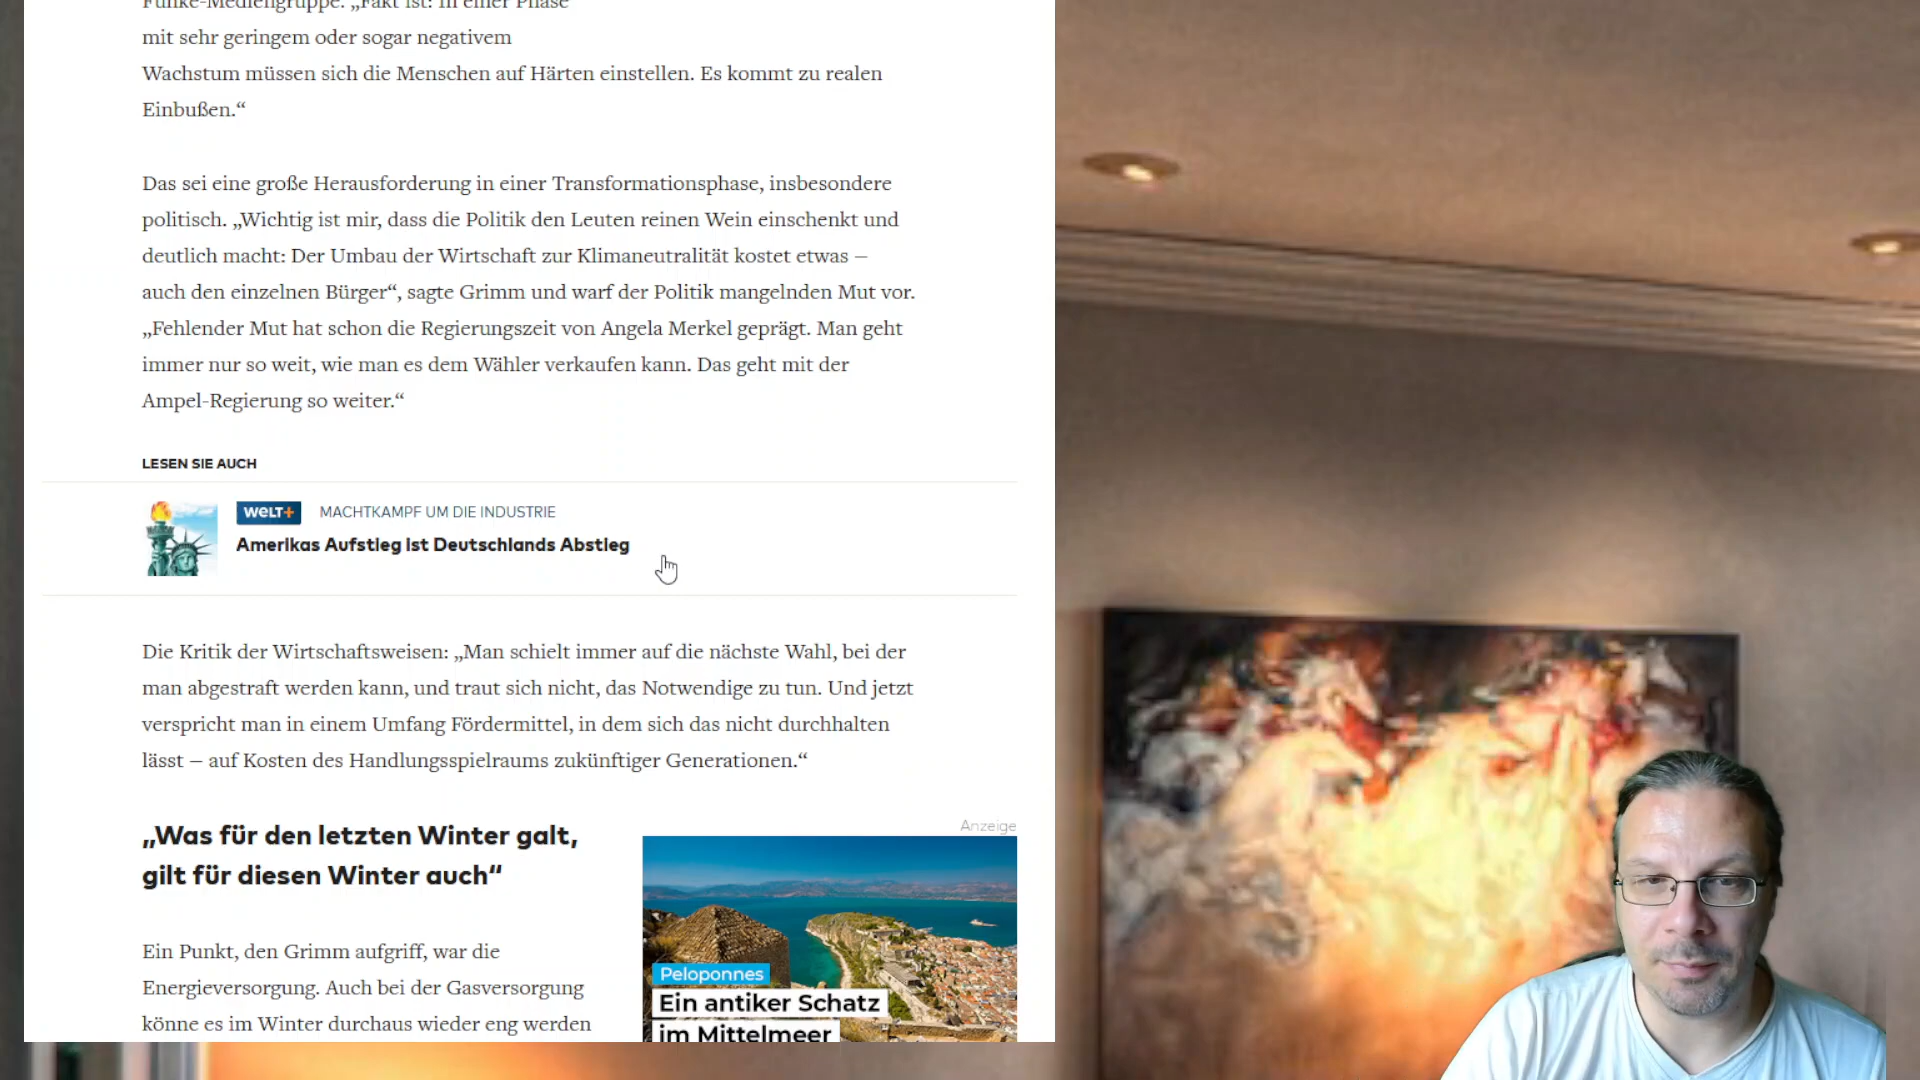 Funke-Mediengruppe. „Fakt ist: In einer Phase
mit sehr geringem oder sogar negativem
Wachstum müssen sich die Menschen auf Härten einstellen. Es kommt zu realen
Einbußen.“
Das sei eine große Herausforderung in einer Transformationsphase, insbesondere
politisch. „Wichtig ist mir, dass die Politik den Leuten reinen Wein einschenkt und
deutlich macht: Der Umbau der Wirtschaft zur Klimaneutralität kostet etwas –
auch den einzelnen Bürger“, sagte Grimm und warf der Politik mangelnden Mut vor.
„Fehlender Mut hat schon die Regierungszeit von Angela Merkel geprägt. Man geht
immer nur so weit, wie man es dem Wähler verkaufen kann. Das geht mit der
Ampel-Regierung so weiter.“
LESEN SIE AUCH
WELT+ MACHTKAMPF UM DIE INDUSTRIE
Amerikas Aufstieg ist Deutschlands Abstieg
Die Kritik der Wirtschaftsweisen: „Man schielt immer auf die nächste Wahl, bei der
man abgestraft werden kann, und traut sich nicht, das Notwendige zu tun. Und jetzt
verspricht man in einem Umfang Fördermittel, in dem sich das nicht durchhalten
lässt – auf Kosten des Handlungsspielraums zukünftiger Generationen.“
„Was für den letzten Winter galt,
gilt für diesen Winter auch“
Ein Punkt, den Grimm aufgriff, war die
Energieversorgung. Auch bei der Gasversorgung
könne es im Winter durchaus wieder eng werden
Anzeige
Peloponnes
Ein antiker Schatz
im Mittelmeer